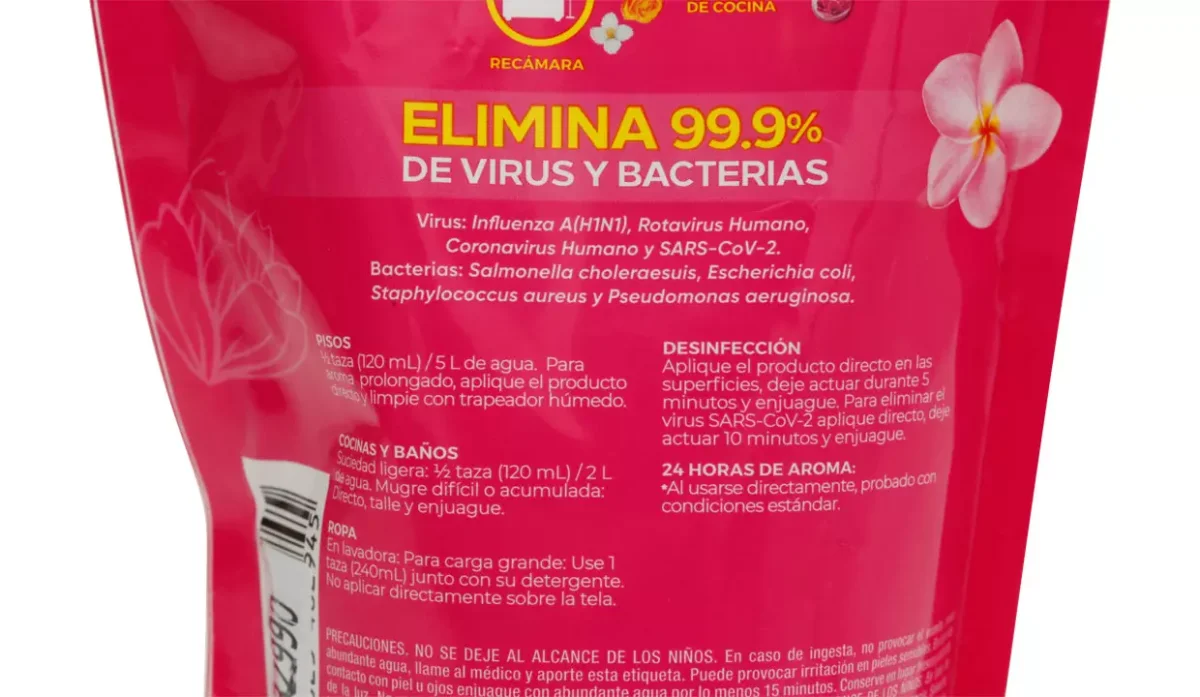 DE COCINA
RECÁMARA
ELIMINA 99.9%
DE VIRUS Y BACTERIAS
Virus: Influenza A(H1N1), Rotavirus Humano,
Coronavirus Humano y SARS-CoV-2.
Bacterias: Salmonella choleraesuis, Escherichia coli,
Staphylococcus aureus y Pseudomonas aeruginosa.
PISOS
½ taza (120 mL) / 5 L de agua. Para
aroma prolongado, aplique el producto
directo y limpie con trapeador húmedo.
COCINAS Y BAÑOS
Suciedad ligera: ½ taza (120 mL) / 2 L
de agua. Mugre difícil o acumulada:
Directo, talle y enjuague.
ROPA
En lavadora: Para carga grande: Use 1
taza (240mL) junto con su detergente.
No aplicar directamente sobre la tela.
DESINFECCIÓN
Aplique el producto directo en las
superficies, deje actuar durante 5
minutos y enjuague. Para eliminar el
virus SARS-CoV-2 aplique directo, deje
actuar 10 minutos y enjuague.
24 HORAS DE AROMA:
*Al usarse directamente, probado con
condiciones estándar.
PRECAUCIONES. NO SE DEJE AL ALCANCE DE LOS NIÑOS. En caso de ingesta, no provocar el
abundante agua, llame al médico y aporte esta etiqueta. Puede provocar irritación en pieles sensibles.
contacto con piel u ojos enjuague con abundante agua por lo menos 15 minutos. Conserve en lugar
de la luz.